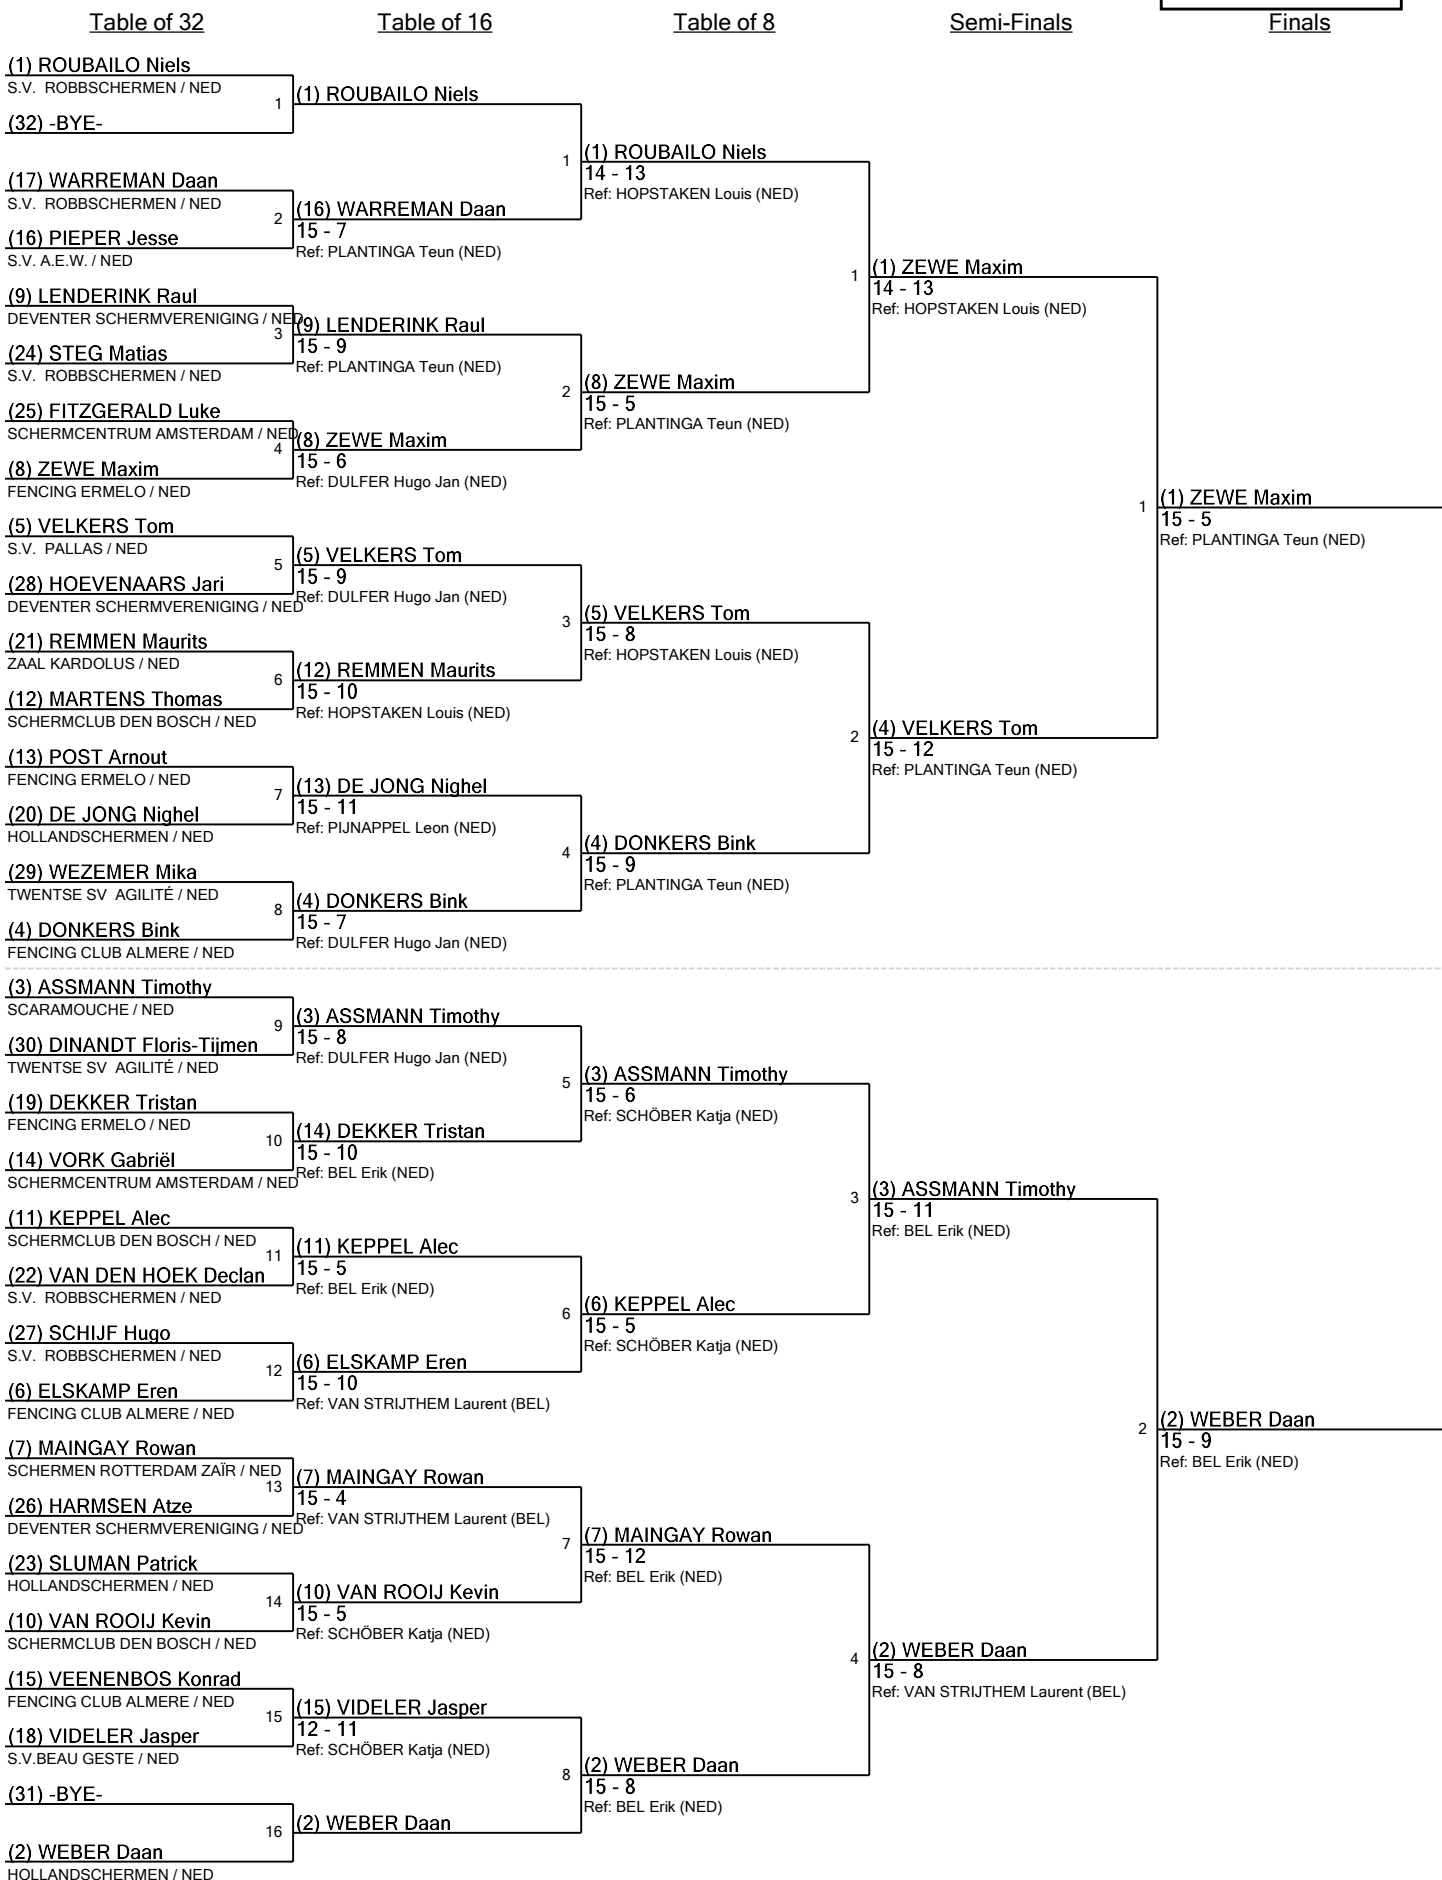 Table of 32
Table of 16
Table of 8
Semi-Finals
Finals
(1) ROUBAILO Niels
S.V. ROBBSCHERMEN / NED
1
(32) -BYE-
(17) WARREMAN Daan
S.V. ROBBSCHERMEN / NED
2
(16) PIEPER Jesse
S.V. A.E.W. / NED
(9) LENDERINK Raul
DEVENTER SCHERMVERENIGING / NED
3
(24) STEG Matias
S.V. ROBBSCHERMEN / NED
(25) FITZGERALD Luke
SCHERMCENTRUM AMSTERDAM / NED
4
(8) ZEWE Maxim
FENCING ERMELO / NED
(5) VELKERS Tom
S.V. PALLAS / NED
5
(28) HOEVENAARS Jari
DEVENTER SCHERMVERENIGING / NED
(21) REMMEN Maurits
ZAAL KARDOLUS / NED
6
(12) MARTENS Thomas
SCHERMCLUB DEN BOSCH / NED
(13) POST Arnout
FENCING ERMELO / NED
7
(20) DE JONG Nighel
HOLLANDSCHERMEN / NED
(29) WEZEMER Mika
TWENTSE SV AGILITÉ / NED
8
(4) DONKERS Bink
FENCING CLUB ALMERE / NED
(3) ASSMANN Timothy
SCARAMOUCHE / NED
9
(30) DINANDT Floris-Tijmen
TWENTSE SV AGILITÉ / NED
(19) DEKKER Tristan
FENCING ERMELO / NED
10
(14) VORK Gabriël
SCHERMCENTRUM AMSTERDAM / NED
(11) KEPPEL Alec
SCHERMCLUB DEN BOSCH / NED
11
(22) VAN DEN HOEK Declan
S.V. ROBBSCHERMEN / NED
(27) SCHIJF Hugo
S.V. ROBBSCHERMEN / NED
12
(6) ELSKAMP Eren
FENCING CLUB ALMERE / NED
(7) MAINGAY Rowan
SCHERMEN ROTTERDAM ZAÏR / NED
13
(26) HARMSEN Atze
DEVENTER SCHERMVERENIGING / NED
(23) SLUMAN Patrick
HOLLANDSCHERMEN / NED
14
(10) VAN ROOIJ Kevin
SCHERMCLUB DEN BOSCH / NED
(15) VEENENBOS Konrad
FENCING CLUB ALMERE / NED
15
(18) VIDELER Jasper
S.V.BEAU GESTE / NED
(31) -BYE-
16
(2) WEBER Daan
HOLLANDSCHERMEN / NED
(1) ROUBAILO Niels
1
(16) WARREMAN Daan
15 - 7
Ref: PLANTINGA Teun (NED)
(9) LENDERINK Raul
15 - 9
Ref: PLANTINGA Teun (NED)
2
(8) ZEWE Maxim
15 - 6
Ref: DULFER Hugo Jan (NED)
(5) VELKERS Tom
15 - 9
Ref: DULFER Hugo Jan (NED)
3
(12) REMMEN Maurits
15 - 10
Ref: HOPSTAKEN Louis (NED)
(13) DE JONG Nighel
15 - 11
Ref: PIJNAPPEL Leon (NED)
4
(4) DONKERS Bink
15 - 7
Ref: DULFER Hugo Jan (NED)
(3) ASSMANN Timothy
15 - 8
Ref: DULFER Hugo Jan (NED)
5
(14) DEKKER Tristan
15 - 10
Ref: BEL Erik (NED)
(11) KEPPEL Alec
15 - 5
Ref: BEL Erik (NED)
6
(6) ELSKAMP Eren
15 - 10
Ref: VAN STRIJTHEM Laurent (BEL)
(7) MAINGAY Rowan
15 - 4
Ref: VAN STRIJTHEM Laurent (BEL)
7
(10) VAN ROOIJ Kevin
15 - 5
Ref: SCHÖBER Katja (NED)
(15) VIDELER Jasper
12 - 11
Ref: SCHÖBER Katja (NED)
8
(2) WEBER Daan
(1) ROUBAILO Niels
14 - 13
Ref: HOPSTAKEN Louis (NED)
1
(8) ZEWE Maxim
15 - 5
Ref: PLANTINGA Teun (NED)
(5) VELKERS Tom
15 - 8
Ref: HOPSTAKEN Louis (NED)
2
(4) DONKERS Bink
15 - 9
Ref: PLANTINGA Teun (NED)
(3) ASSMANN Timothy
15 - 6
Ref: SCHÖBER Katja (NED)
3
(6) KEPPEL Alec
15 - 5
Ref: SCHÖBER Katja (NED)
(7) MAINGAY Rowan
15 - 12
Ref: BEL Erik (NED)
4
(2) WEBER Daan
15 - 8
Ref: BEL Erik (NED)
(1) ZEWE Maxim
14 - 13
Ref: HOPSTAKEN Louis (NED)
1
(4) VELKERS Tom
15 - 12
Ref: PLANTINGA Teun (NED)
(3) ASSMANN Timothy
15 - 11
Ref: BEL Erik (NED)
2
(2) WEBER Daan
15 - 8
Ref: VAN STRIJTHEM Laurent (BEL)
(1) ZEWE Maxim
15 - 5
Ref: PLANTINGA Teun (NED)
(2) WEBER Daan
15 - 9
Ref: BEL Erik (NED)